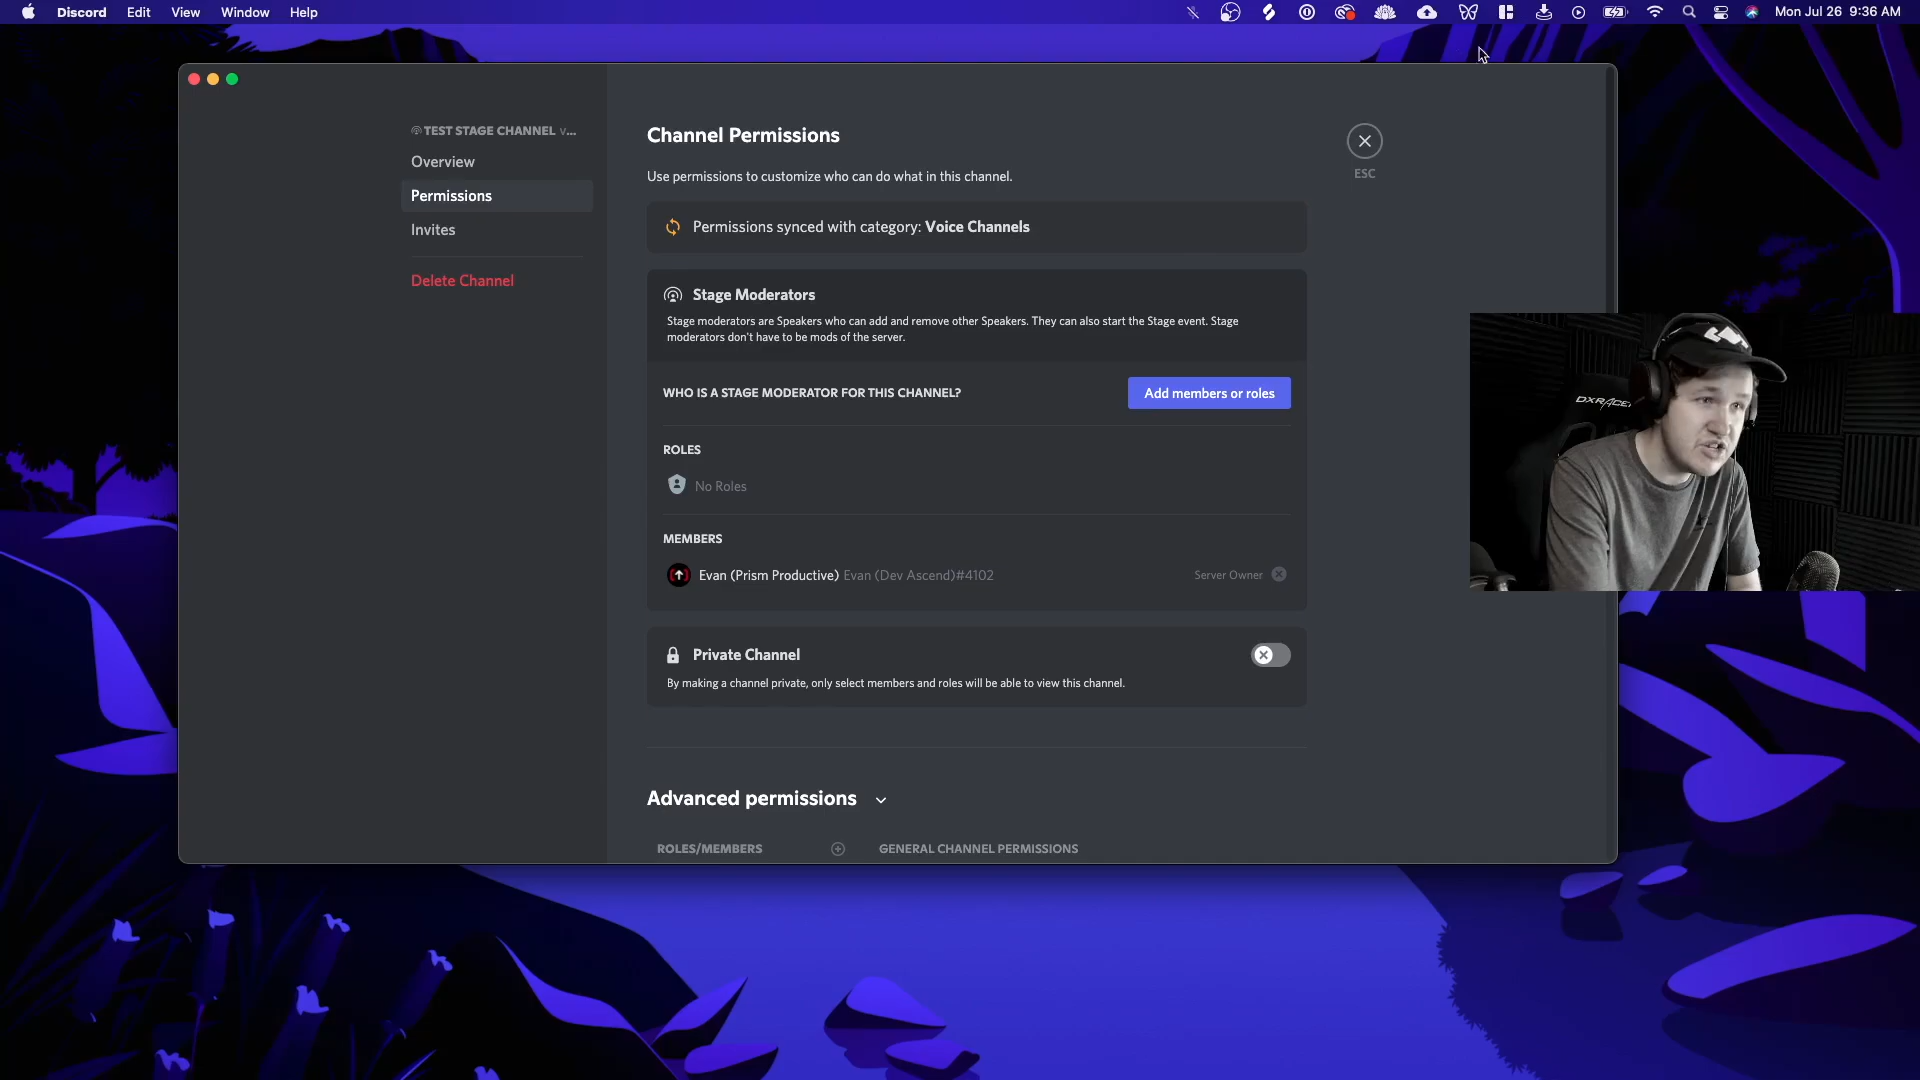 Discord Edit View Window Help
Mon Jul 26 9:36 AM
TEST STAGE CHANNEL v...
Overview
Permissions
Invites
Delete Channel
Channel Permissions
Use permissions to customize who can do what in this channel.
ESC
Permissions synced with category: Voice Channels
Stage Moderators
Stage moderators are Speakers who can add and remove other Speakers. They can also start the Stage event. Stage
moderators don't have to be mods of the server.
WHO IS A STAGE MODERATOR FOR THIS CHANNEL?
Add members or roles
ROLES
No Roles
MEMBERS
Evan (Prism Productive) Evan (Dev Ascend)#4102
Server Owner
Private Channel
By making a channel private, only select members and roles will be able to view this channel.
Advanced permissions
ROLES/MEMBERS
GENERAL CHANNEL PERMISSIONS
DXRACER